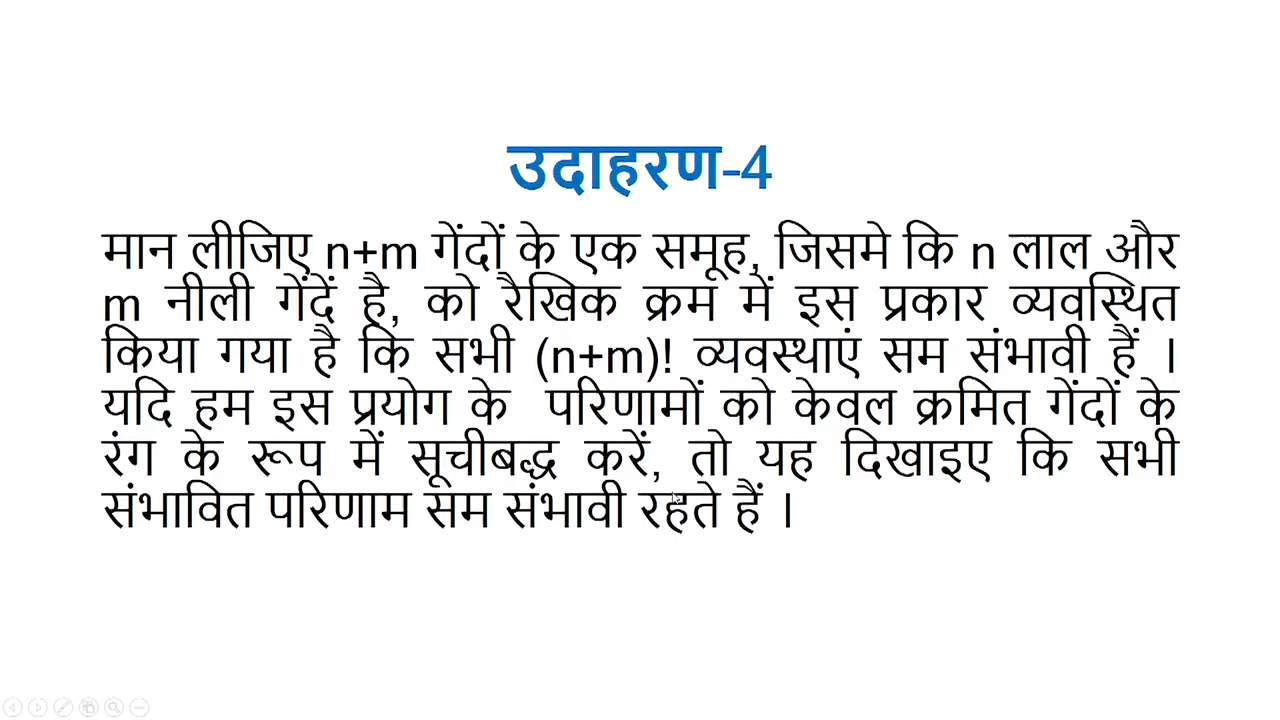 उदाहरण-4
मान लीजिए n+m गेंदों के एक समूह, जिसमे कि n लाल और
m नीली गेंदें है, को रैखिक क्रम में इस प्रकार व्यवस्थित
किया गया है कि सभी (n+m)! व्यवस्थाएं सम संभावी हैं ।
यदि हम इस प्रयोग के परिणामों को केवल क्रमित गेंदों के
रंग के रूप में सूचीबद्ध करें, तो यह दिखाइए कि सभी
संभावित परिणाम सम संभावी रहते हैं ।